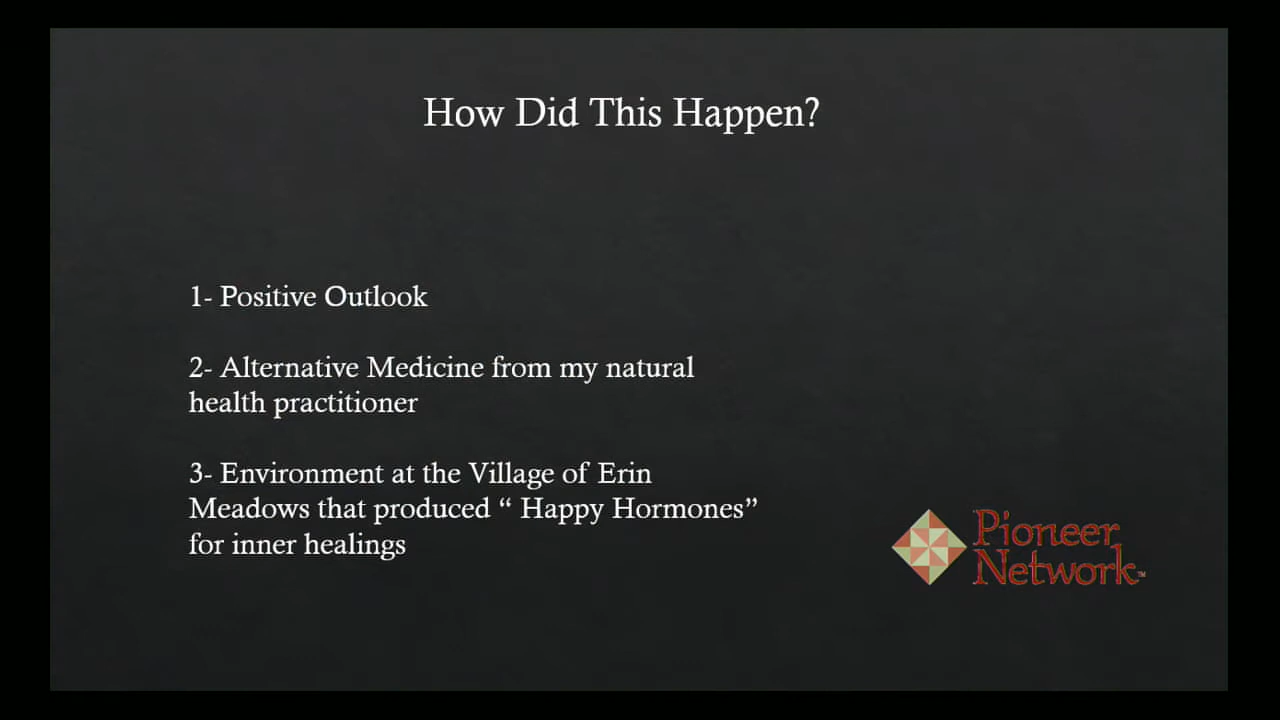 How Did This Happen?
1- Positive Outlook
2- Alternative Medicine from my natural
health practitioner
3- Environment at the Village of Erin
Meadows that produced “ Happy Hormones”
for inner healings
Pioneer
Network™